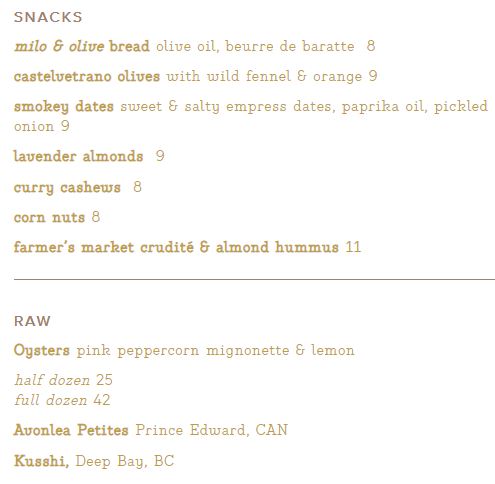 SNACKS
milo & olive bread olive oil, beurre de baratte 8
castelvetrano olives with wild fennel & orange 9
smokey dates sweet & salty empress dates, paprika oil, pickled
onion 9
lavender almonds 9
curry cashews 8
corn nuts 8
farmer's market crudité & almond hummus 11
RAW
Oysters pink peppercorn mignonette & lemon
half dozen 25
full dozen 42
Avonlea Petites Prince Edward, CAN
Kusshi, Deep Bay, BC